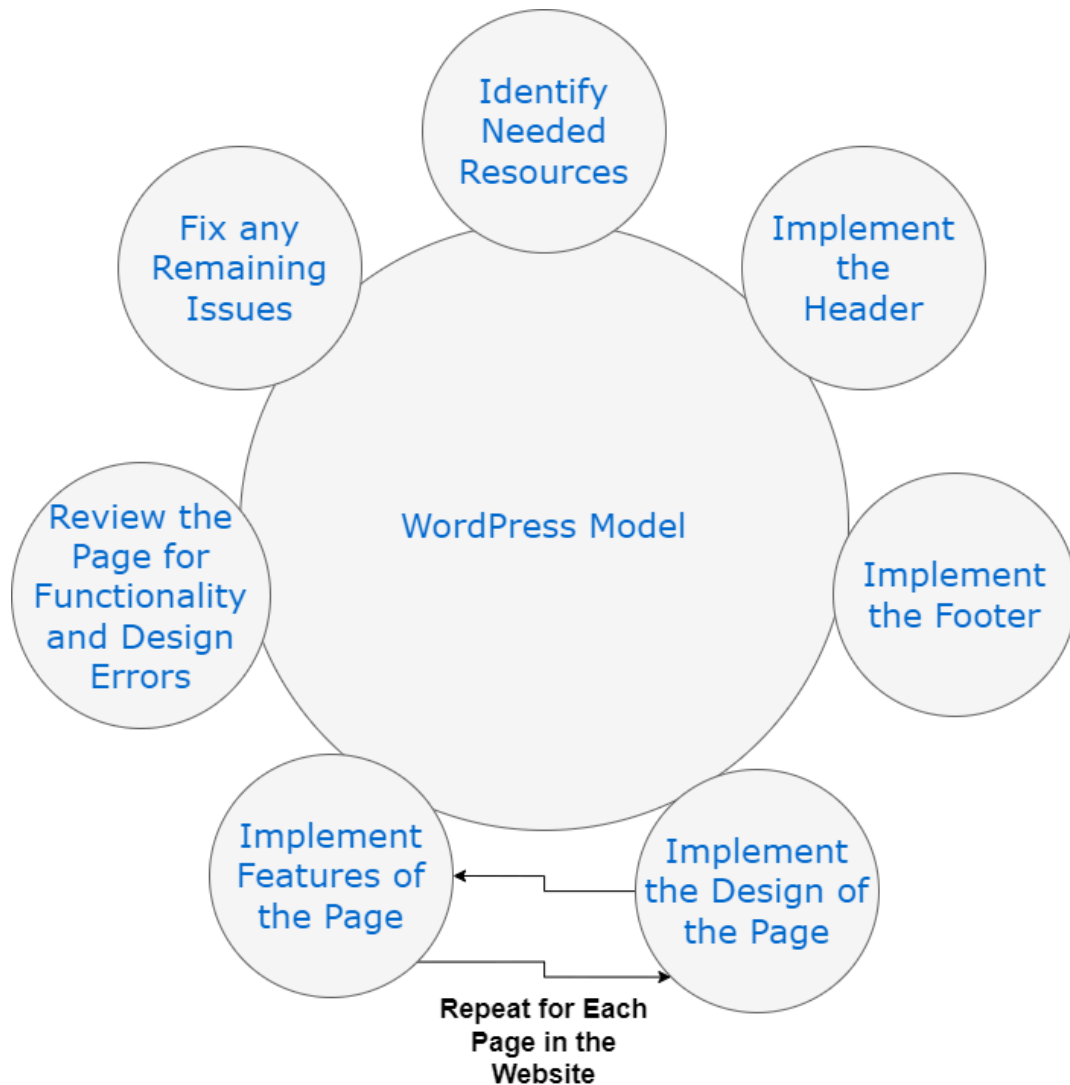 Identify
Needed
Resources
Implement
the
Header
Implement
the Footer
Implement
the Design of
the Page
Repeat for Each
Page in the
Website
Implement
Features of
the Page
Review the
Page for
Functionality
and Design
Errors
Fix any
Remaining
Issues
WordPress Model